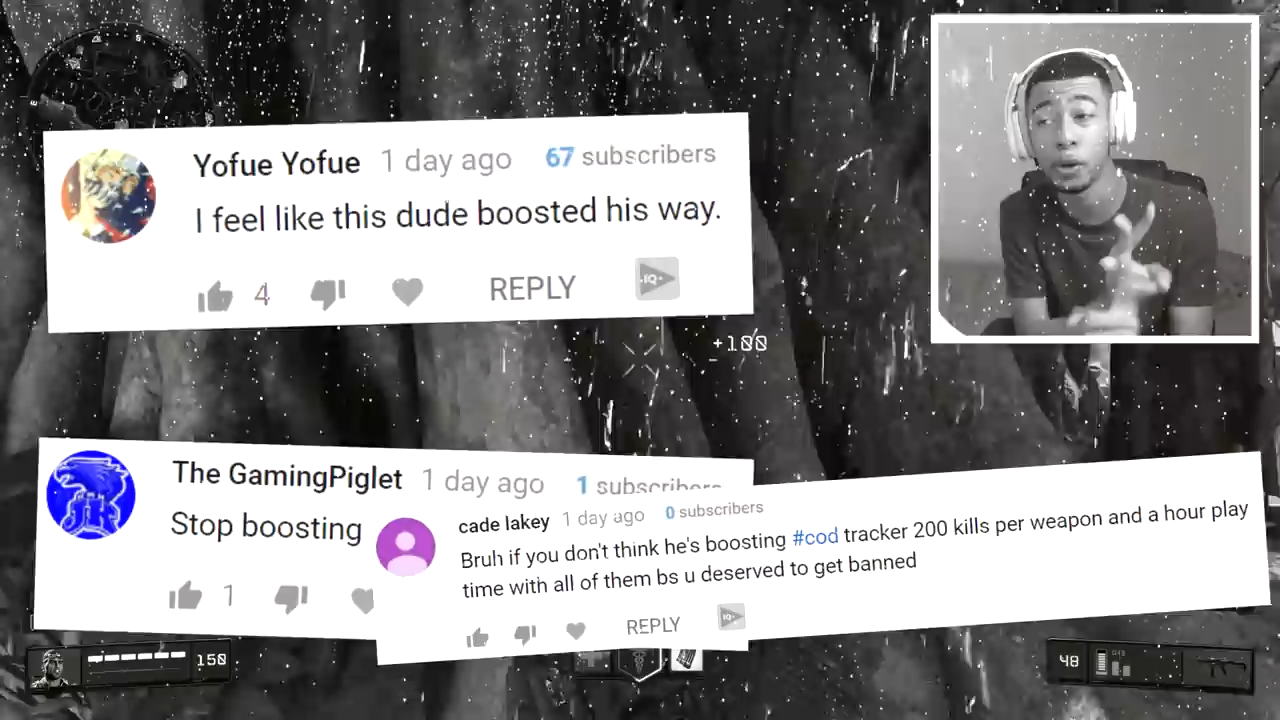 Yofue Yofue 1 day ago 67 subscribers
I feel like this dude boosted his way.
4 REPLY IQ
+100
The GamingPiglet 1 day ago 1 subscribers
Stop boosting
1
cade lakey 1 day ago 0 subscribers
Bruh if you don't think he's boosting #cod tracker 200 kills per weapon and a hour play
time with all of them bs u deserved to get banned
REPLY IQ
150
48